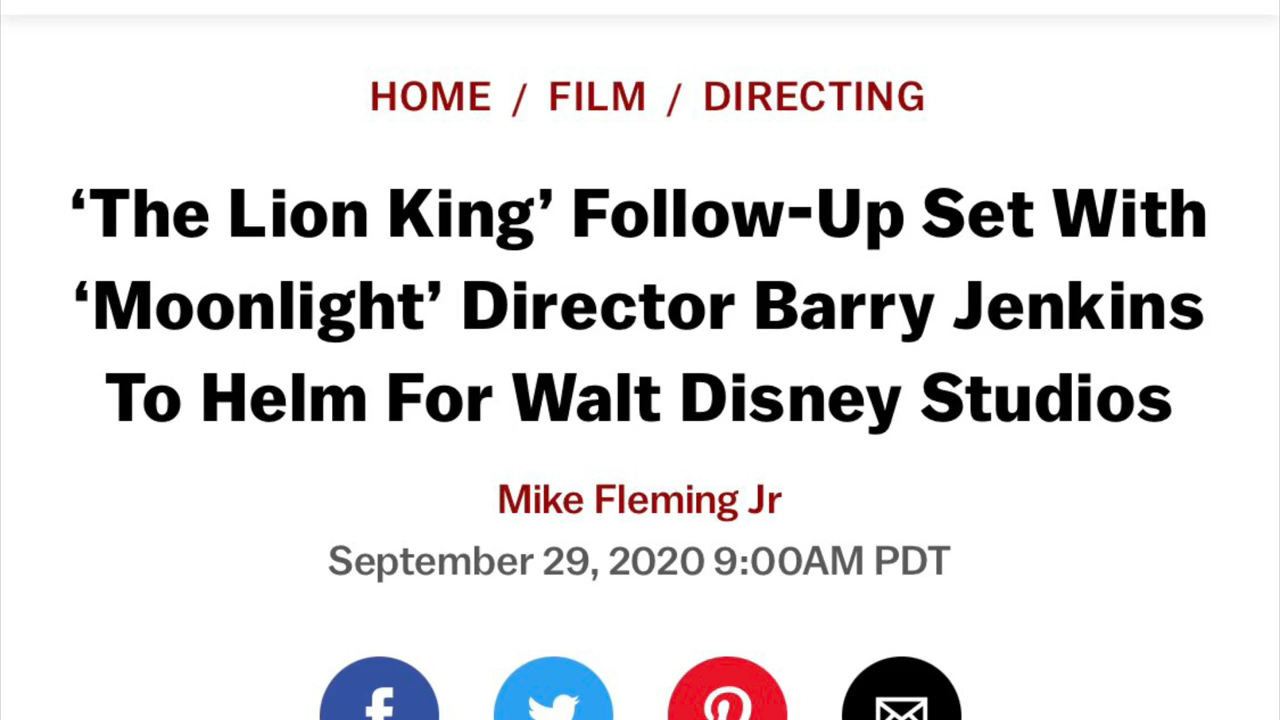 HOME / FILM / DIRECTING
‘The Lion King’ Follow-Up Set With
‘Moonlight’ Director Barry Jenkins
To Helm For Walt Disney Studios
Mike Fleming Jr
September 29, 2020 9:00AM PDT